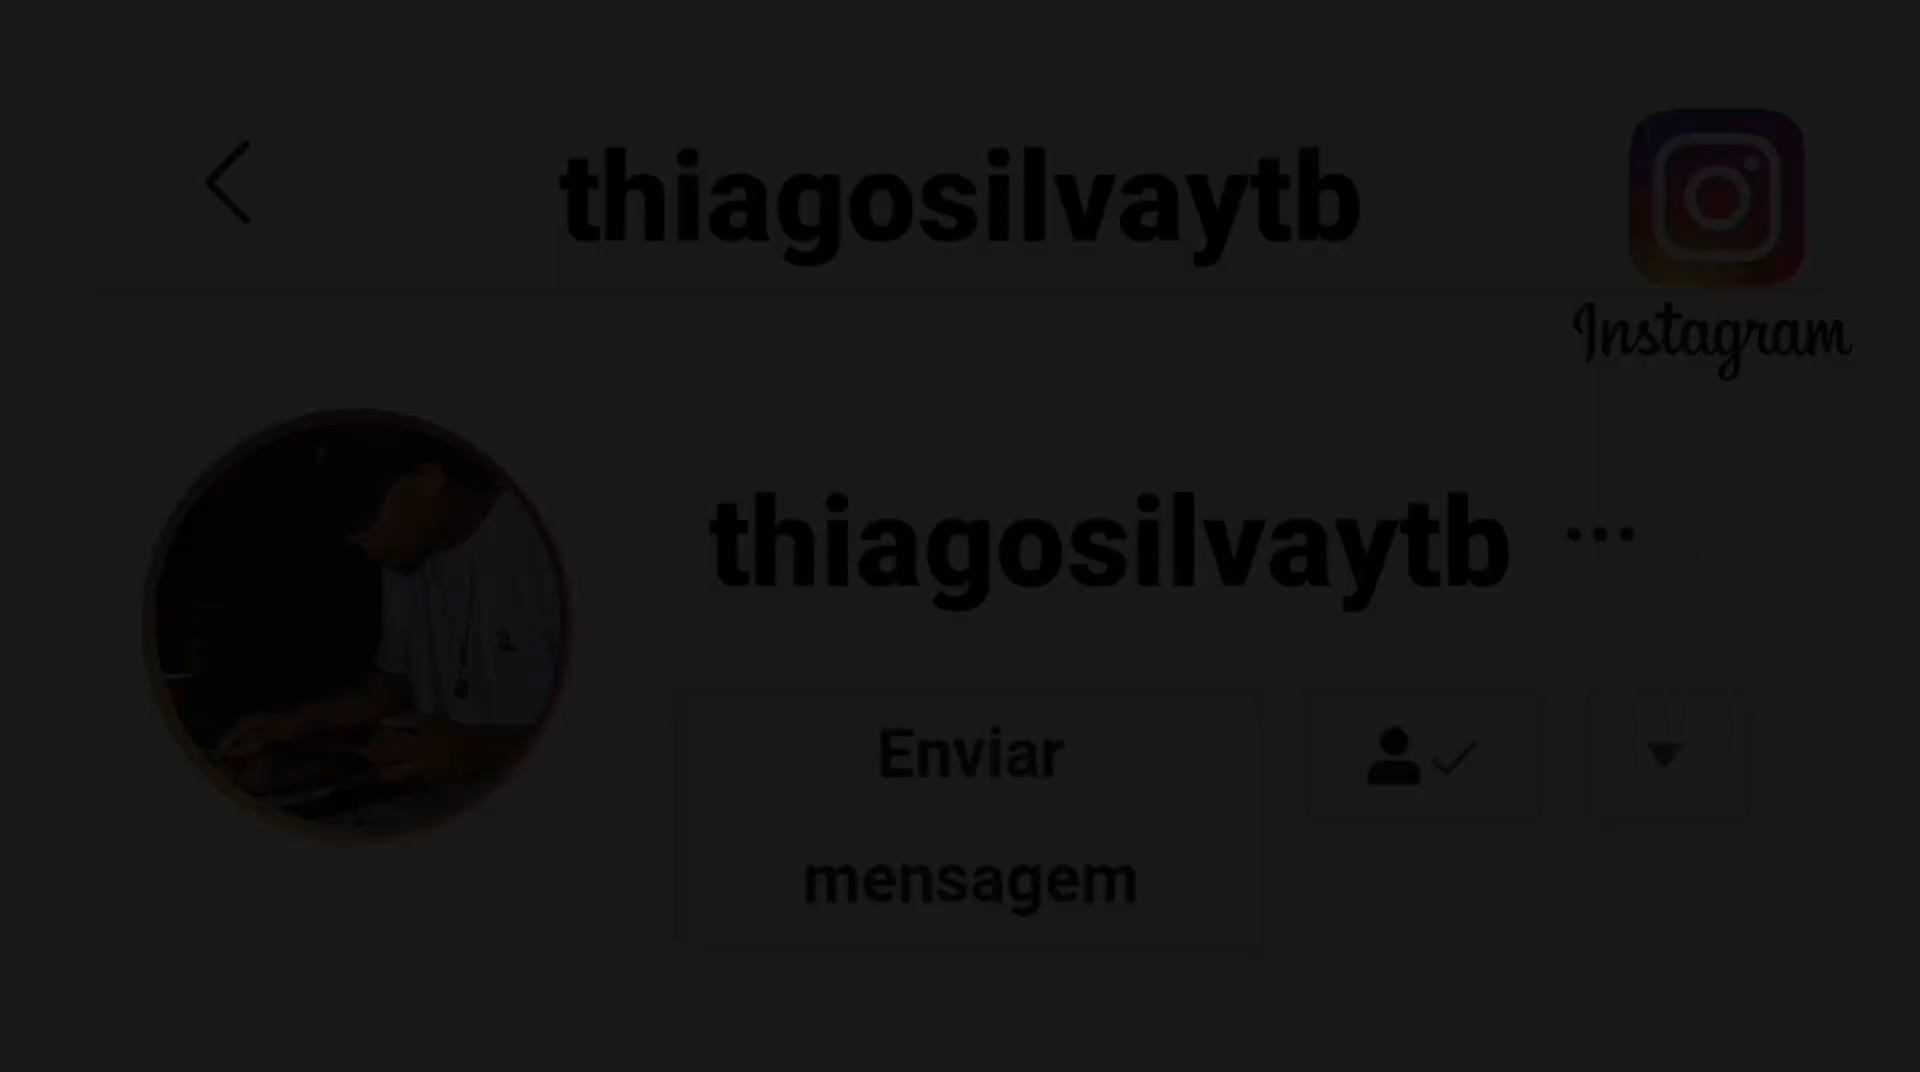 thiagosilvaytb
Instagram
thiagosilvaytb ...
Enviar
mensagem